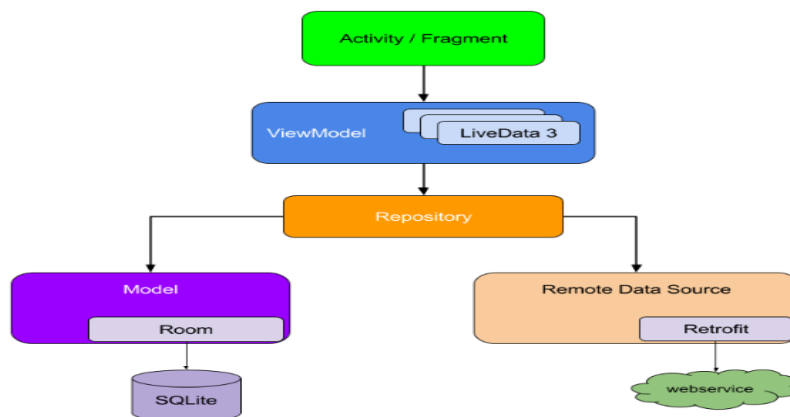 Activity / Fragment
ViewModel
LiveData 3
Repository
Model
Remote Data Source
Room
Retrofit
SQLite
webservice